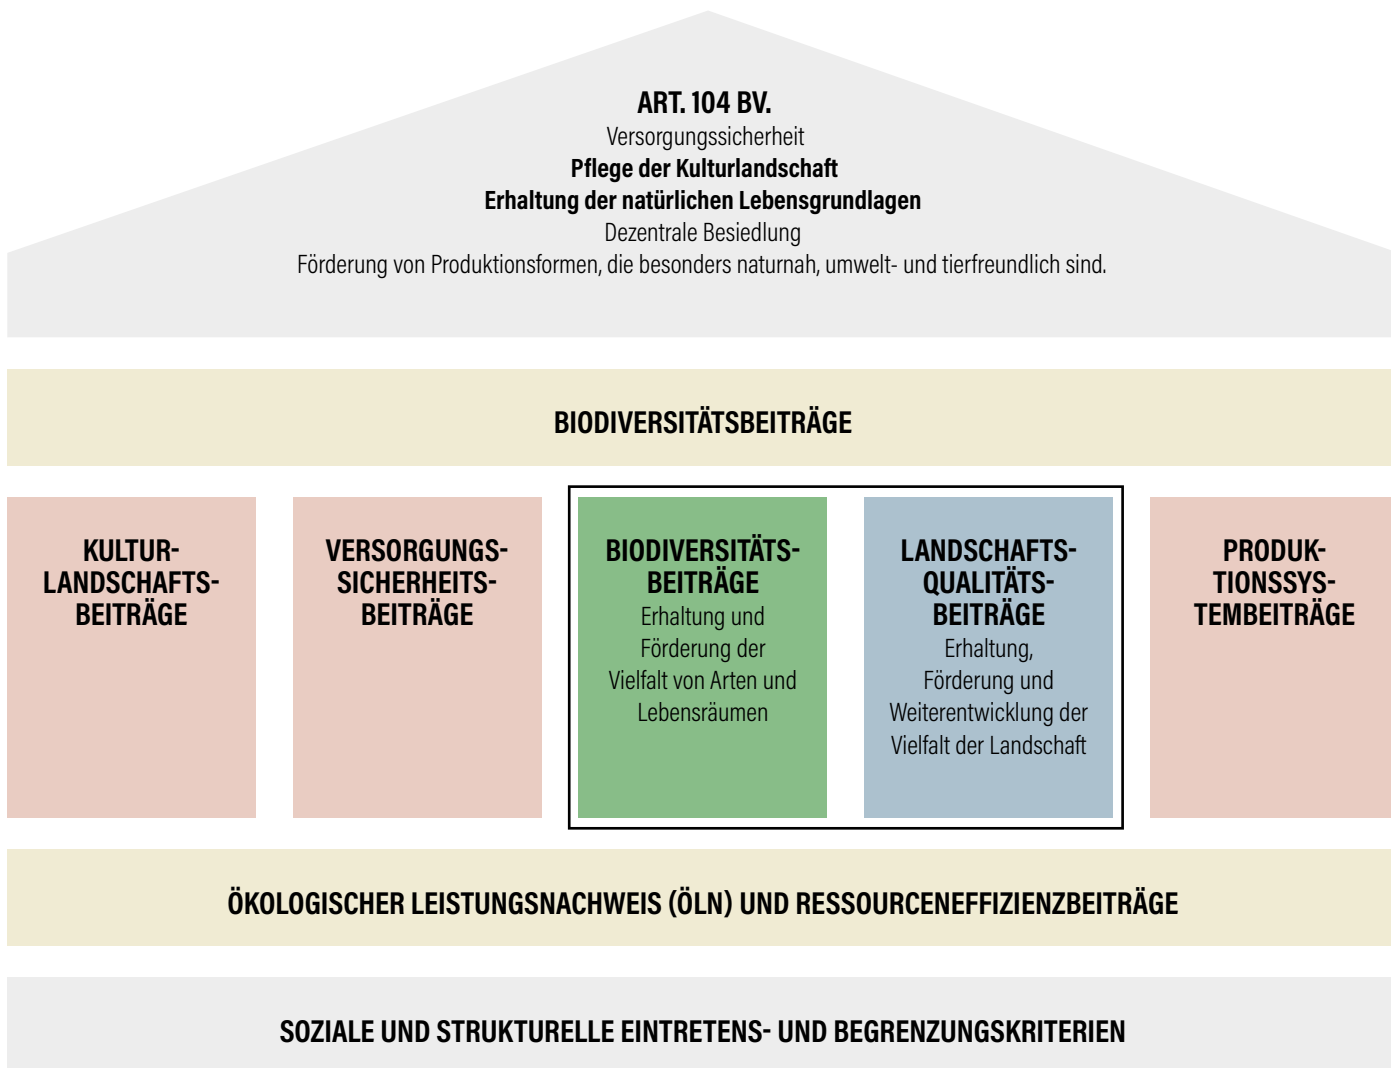 ART. 104 BV.
Versorgungssicherheit
Pflege der Kulturlandschaft
Erhaltung der natürlichen Lebensgrundlagen
Dezentrale Besiedlung
Förderung von Produktionsformen, die besonders naturnah, umwelt- und tierfreundlich sind.
BIODIVERSITÄTSBEITRÄGE
KULTUR-
LANDSCHAFTS-
BEITRÄGE
VERSORGUNGS-
SICHERHEITS-
BEITRÄGE
BIODIVERSITÄTS-
BEITRÄGE
Erhaltung und
Förderung der
Vielfalt von Arten und
Lebensräumen
LANDSCHAFTS-
QUALITÄTS-
BEITRÄGE
Erhaltung,
Förderung und
Weiterentwicklung der
Vielfalt der Landschaft
PRODUK-
TIONSSYS-
TEMBEITRÄGE
ÖKOLOGISCHER LEISTUNGSNACHWEIS (ÖLN) UND RESSOURCENEFFIZIENZBEITRÄGE
SOZIALE UND STRUKTURELLE EINTRETENS- UND BEGRENZUNGSKRITERIEN